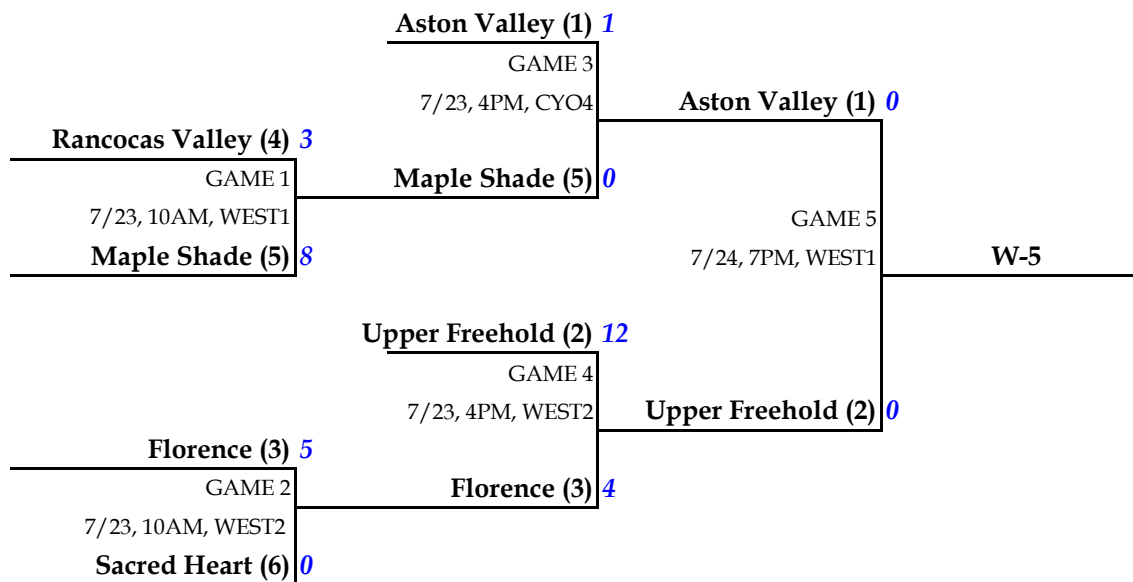 Aston Valley (1) 1
GAME 3
7/23, 4PM, CYO4
Aston Valley (1) 0
Rancocas Valley (4) 3
GAME 1
Maple Shade (5) 0
7/23, 10AM, WEST1
GAME 5
Maple Shade (5) 8
7/24, 7PM, WEST1
W-5
Upper Freehold (2) 12
GAME 4
7/23, 4PM, WEST2
Upper Freehold (2) 0
Florence (3) 5
GAME 2
Florence (3) 4
7/23, 10AM, WEST2
Sacred Heart (6) 0